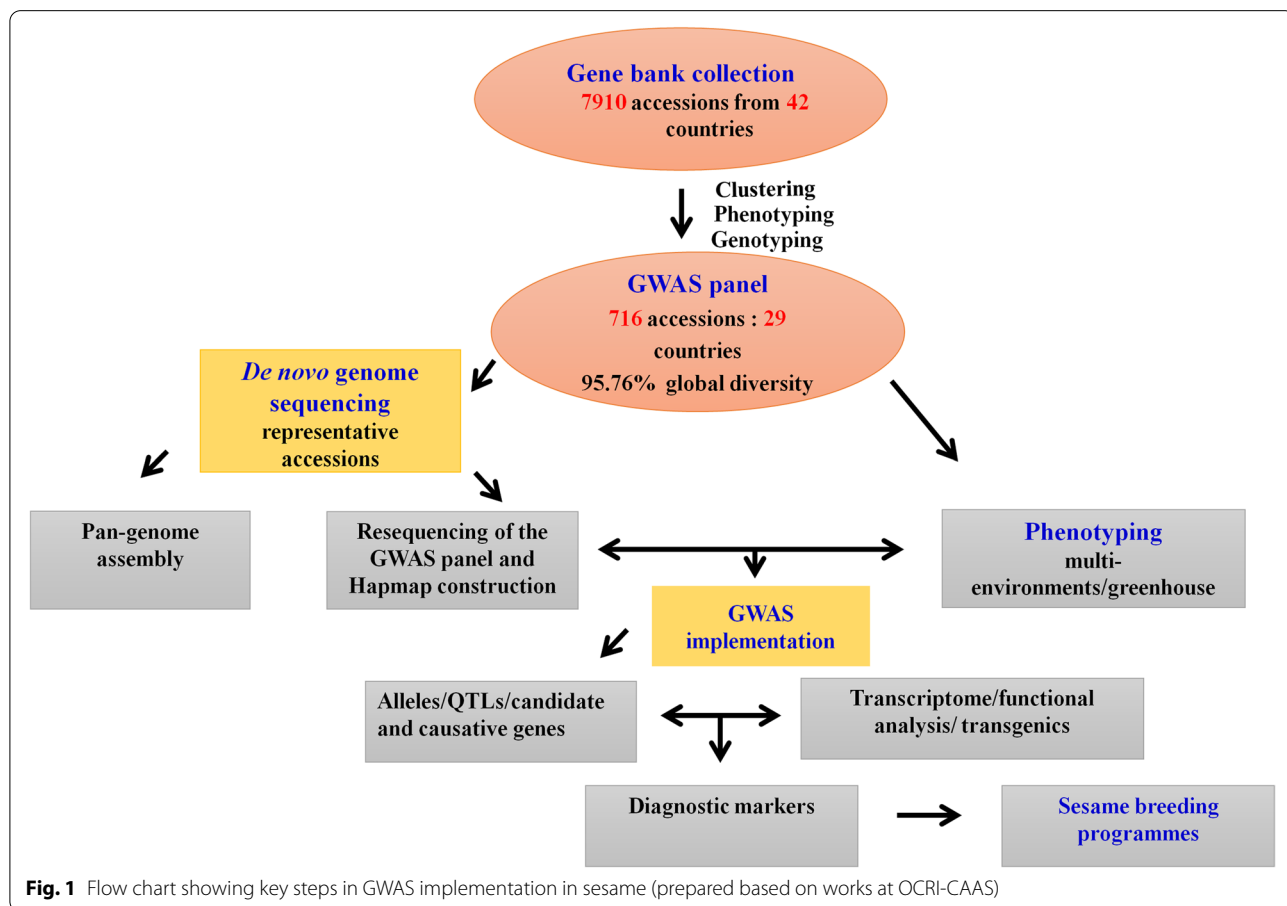 Gene bank collection
7910 accessions from 42
countries
Clustering
Phenotyping
Genotyping
GWAS panel
716 accessions : 29
countries
95.76% global diversity
De novo genome
sequencing
representative
accessions
Pan-genome
assembly
Resequencing of the
GWAS panel and
Hapmap construction
Phenotyping
multi-
environments/greenhouse
GWAS
implementation
Alleles/QTLs/candidate
and causative genes
Transcriptome/functional
analysis/ transgenics
Diagnostic markers
Sesame breeding
programmes
Fig. 1 Flow chart showing key steps in GWAS implementation in sesame (prepared based on works at OCRI-CAAS)